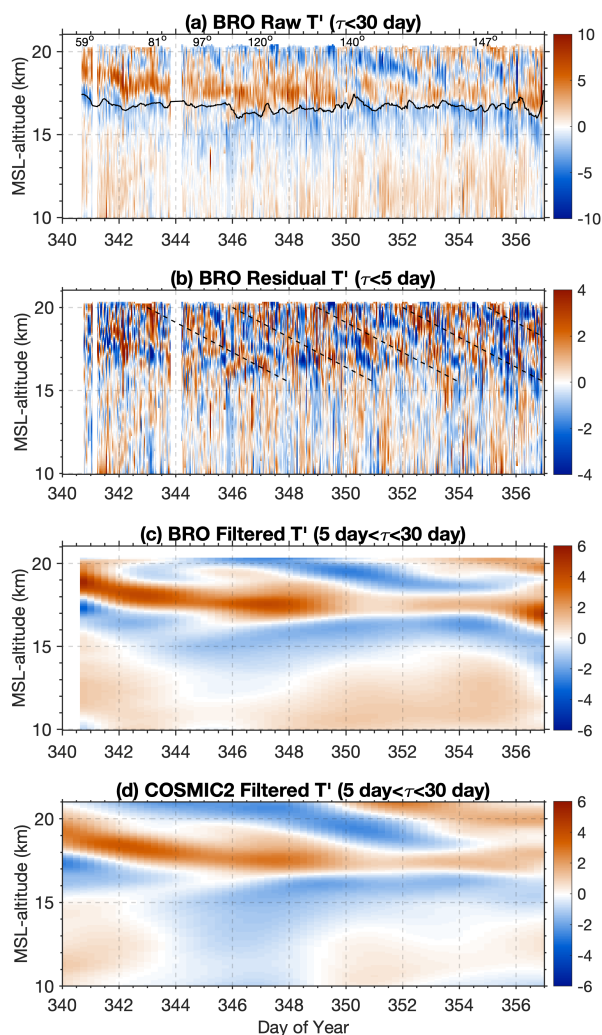 (a) BRO Raw T' (τ<30 day)
59° 81° 97° 120° 140° 147°
MSL-altitude (km)
20
15
10
340 342 344 346 348 350 352 354 356
10
5
0
-5
-10
(b) BRO Residual T' (τ<5 day)
MSL-altitude (km)
20
15
10
340 342 344 346 348 350 352 354 356
4
2
0
-2
-4
(c) BRO Filtered T' (5 day<τ<30 day)
MSL-altitude (km)
20
15
10
340 342 344 346 348 350 352 354 356
6
4
2
0
-2
-4
-6
(d) COSMIC2 Filtered T' (5 day<τ<30 day)
MSL-altitude (km)
20
15
10
340 342 344 346 348 350 352 354 356
6
4
2
0
-2
-4
-6
Day of Year